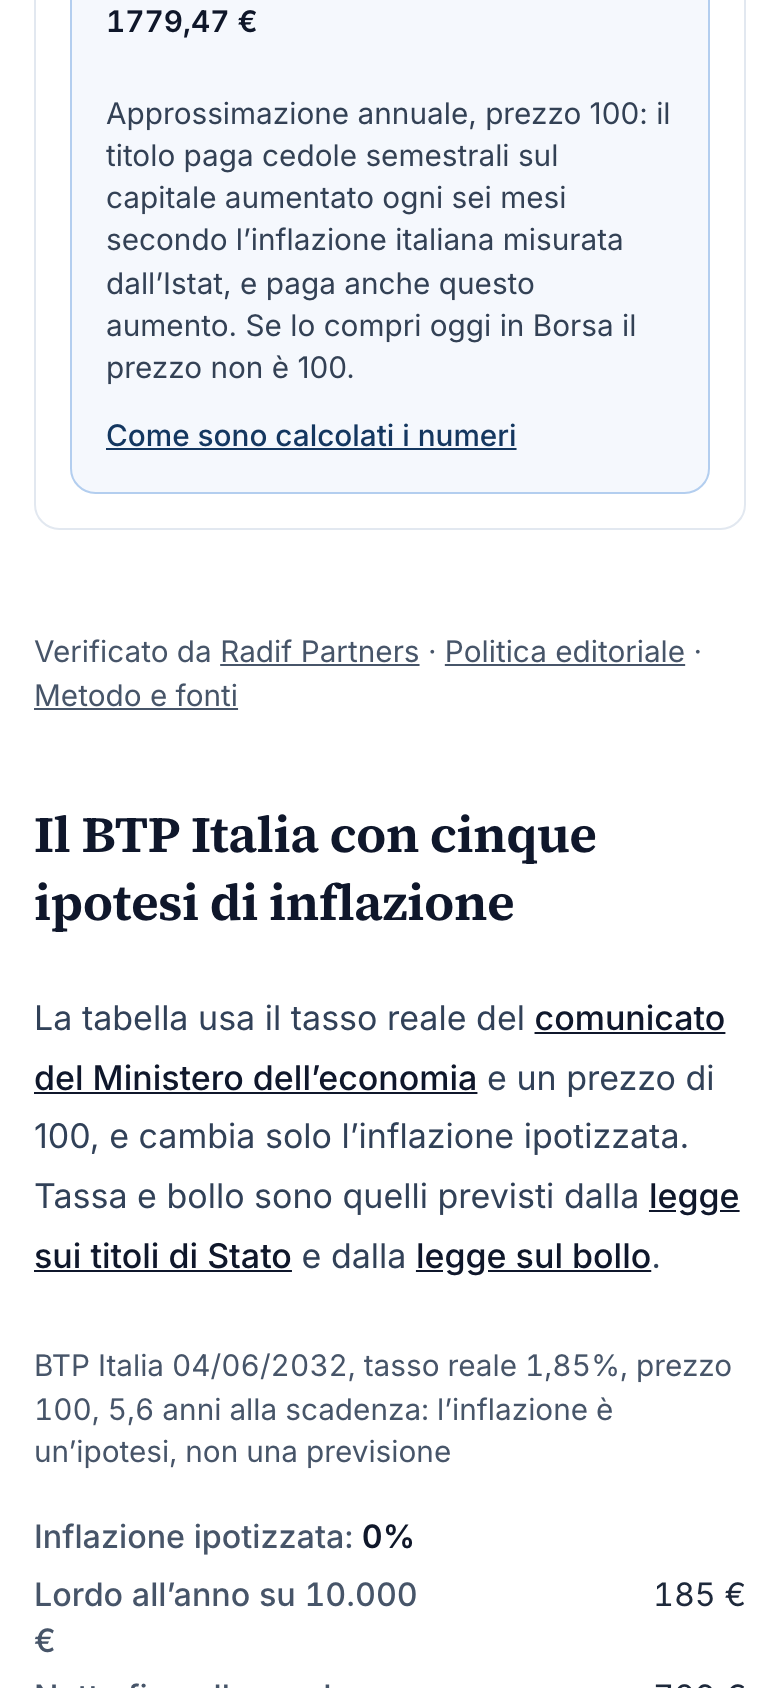 1779,47 €
Approssimazione annuale, prezzo 100: il
titolo paga cedole semestrali sul
capitale aumentato ogni sei mesi
secondo l’inflazione italiana misurata
dall’Istat, e paga anche questo
aumento. Se lo compri oggi in Borsa il
prezzo non è 100.
Come sono calcolati i numeri
Verificato da Radif Partners · Politica editoriale ·
Metodo e fonti
Il BTP Italia con cinque
ipotesi di inflazione
La tabella usa il tasso reale del comunicato
del Ministero dell’economia e un prezzo di
100, e cambia solo l’inflazione ipotizzata.
Tassa e bollo sono quelli previsti dalla legge
sui titoli di Stato e dalla legge sul bollo.
BTP Italia 04/06/2032, tasso reale 1,85%, prezzo
100, 5,6 anni alla scadenza: l’inflazione è
un’ipotesi, non una previsione
Inflazione ipotizzata: 0%
Lordo all’anno su 10.000 185 €
€